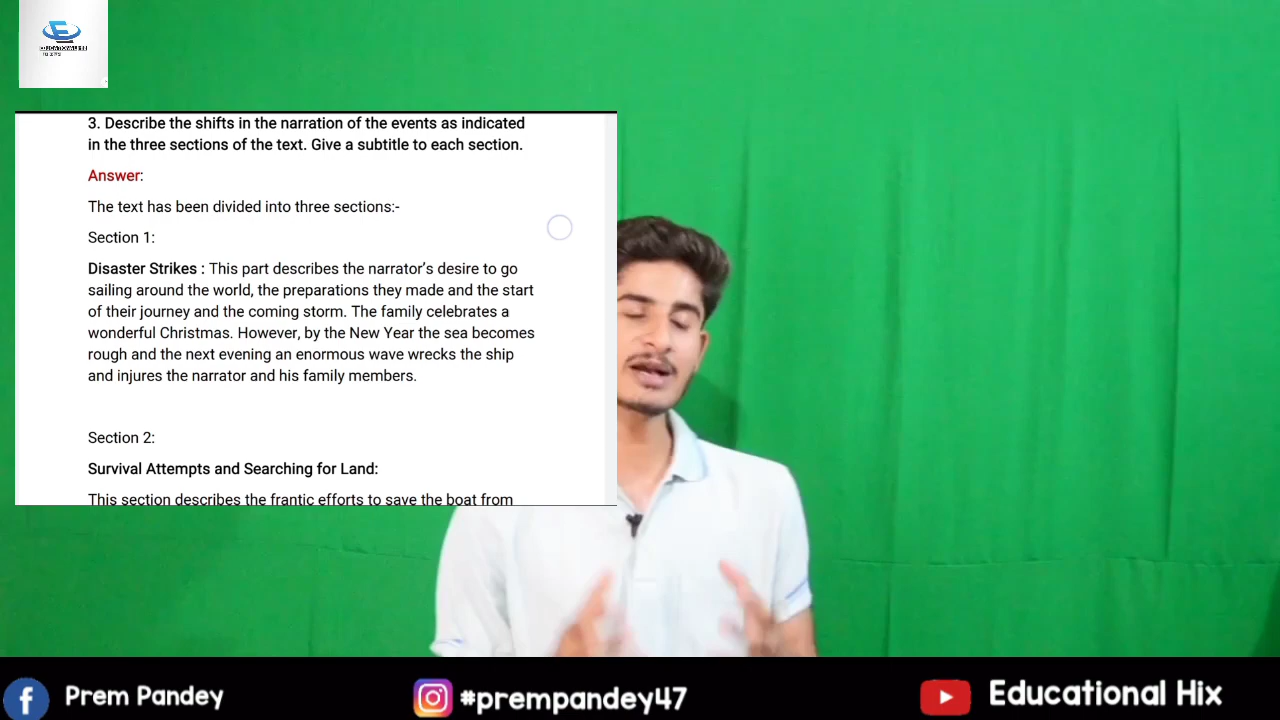 3. Describe the shifts in the narration of the events as indicated
in the three sections of the text. Give a subtitle to each section.
Answer:
The text has been divided into three sections:-
Section 1:
Disaster Strikes : This part describes the narrator’s desire to go
sailing around the world, the preparations they made and the start
of their journey and the coming storm. The family celebrates a
wonderful Christmas. However, by the New Year the sea becomes
rough and the next evening an enormous wave wrecks the ship
and injures the narrator and his family members.
Section 2:
Survival Attempts and Searching for Land:
This section describes the frantic efforts to save the boat from
Prem Pandey
#prempandey47
Educational Hix